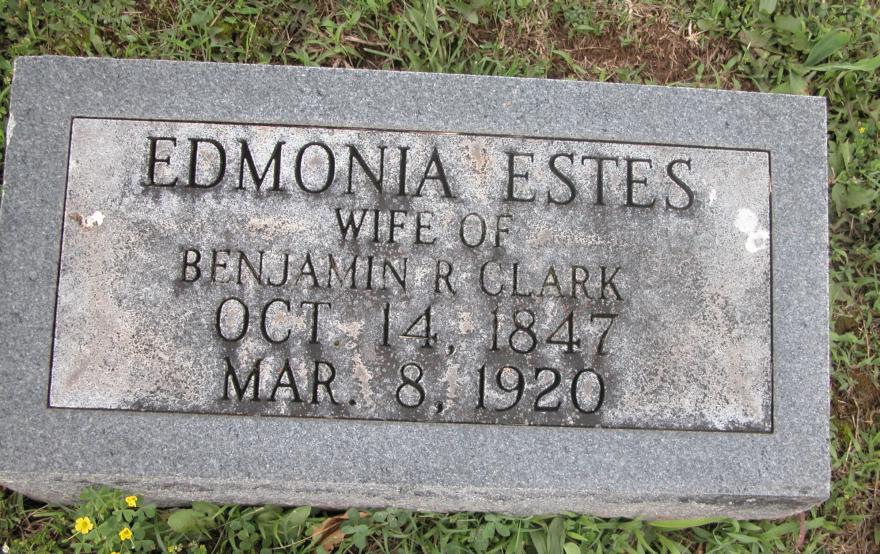 EDMONIA ESTES
WIFE OF
BENJAMIN R CLARK
OCT. 14, 1847
MAR. 8, 1920